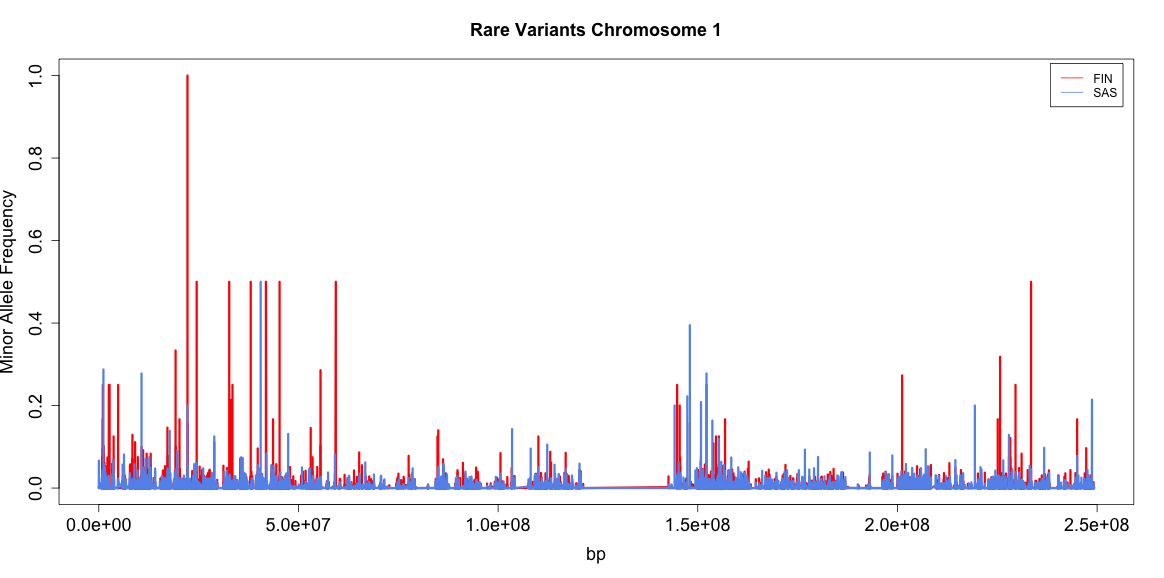 Rare Variants Chromosome 1
FIN
SAS
Minor Allele Frequency
1.0
0.8
0.6
0.4
0.2
0.0
0.0e+00 5.0e+07 1.0e+08 1.5e+08 2.0e+08 2.5e+08
bp